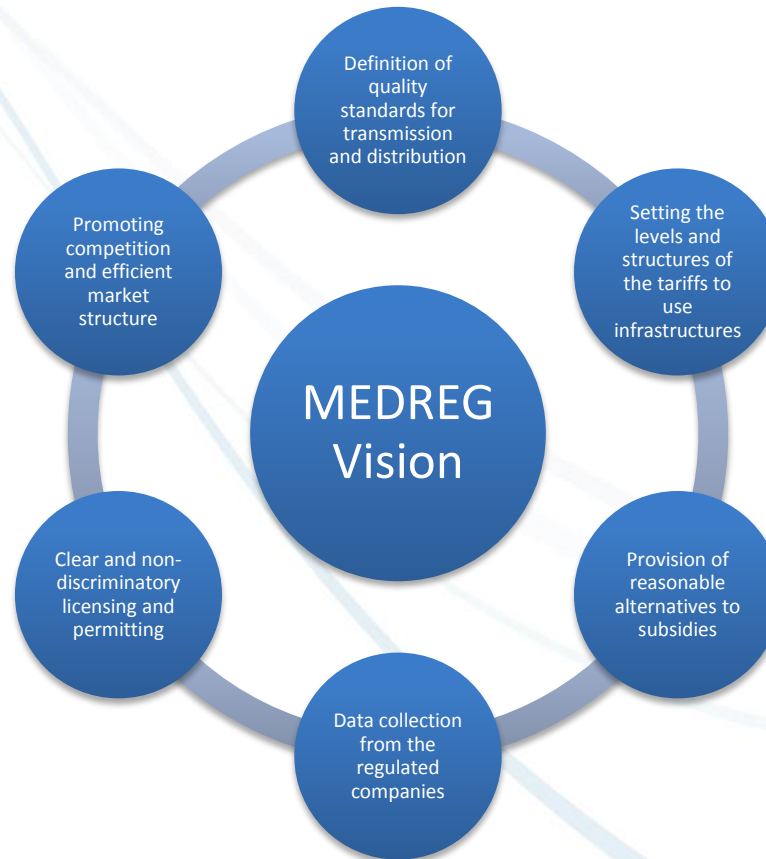 Definition of
quality
standards for
transmission
and distribution
Setting the
levels and
structures of
the tariffs to
use
infrastructures
Provision of
reasonable
alternatives to
subsidies
Data collection
from the
regulated
companies
Clear and non-
discriminatory
licensing and
permitting
Promoting
competition
and efficient
market
structure
MEDREG
Vision